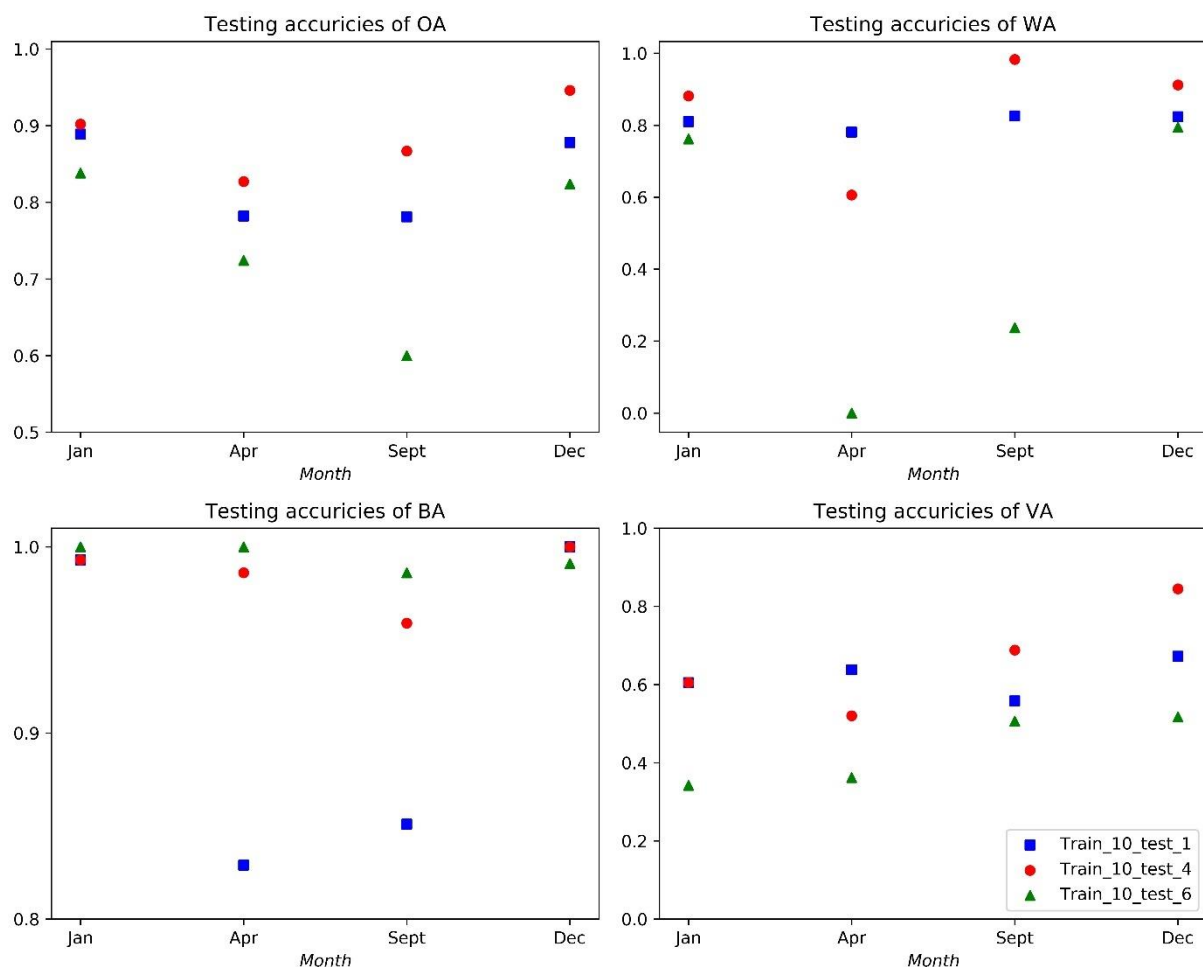 Testing accuricies of OA
1.0
0.9
0.8
0.7
0.6
0.5
Jan Apr Sept Dec
Month
Testing accuricies of WA
1.0
0.8
0.6
0.4
0.2
0.0
Jan Apr Sept Dec
Month
Testing accuricies of BA
1.0
0.9
0.8
Jan Apr Sept Dec
Month
Testing accuricies of VA
1.0
0.8
0.6
0.4
0.2
0.0
Train_10_test_1
Train_10_test_4
Train_10_test_6
Jan Apr Sept Dec
Month